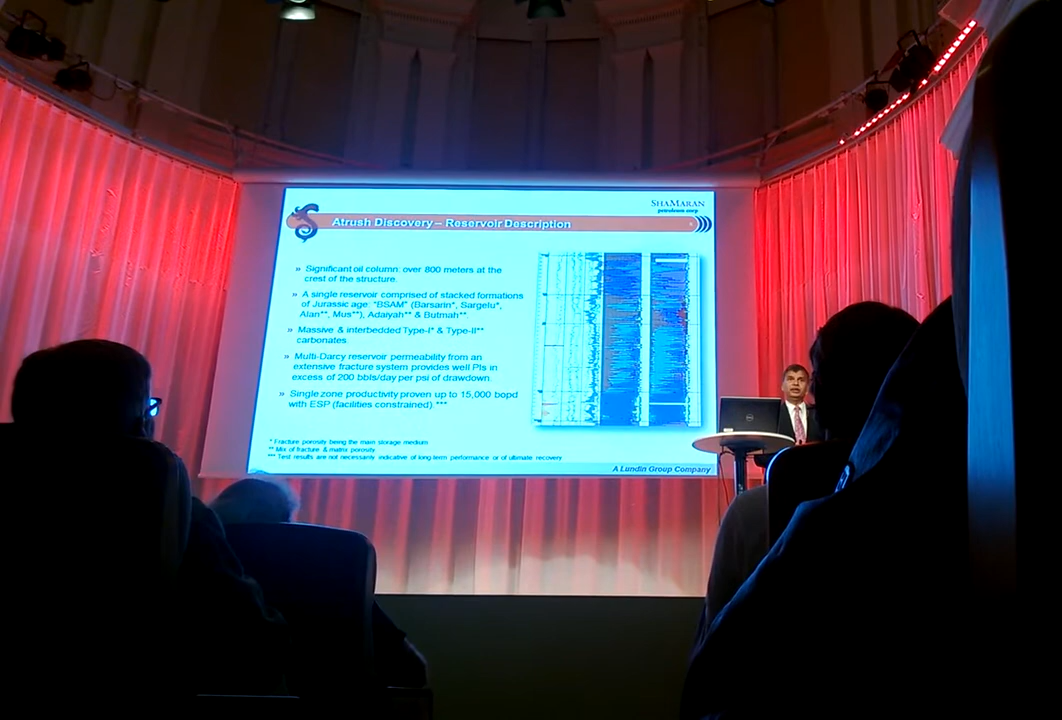 SHAMARAN
petroleum corp
Atrush Discovery – Reservoir Description
» Significant oil column: over 800 meters at the
crest of the structure.
» A single reservoir comprised of stacked formations
of Jurassic age: "BSAM" (Barsarin*, Sargelu*,
Alan**, Mus**), Adaiyah** & Butmah**.
» Massive & interbedded Type-I* & Type-II**
carbonates.
» Multi-Darcy reservoir permeability from an
extensive fracture system provides well PIs in
excess of 200 bbls/day per psi of drawdown.
» Single zone productivity proven up to 15,000 bopd
with ESP (facilities constrained).***
* Fracture porosity being the main storage medium
** Mix of fracture & matrix porosity
*** Test results are not necessarily indicative of long-term performance or of ultimate recovery
A Lundin Group Company
DELL